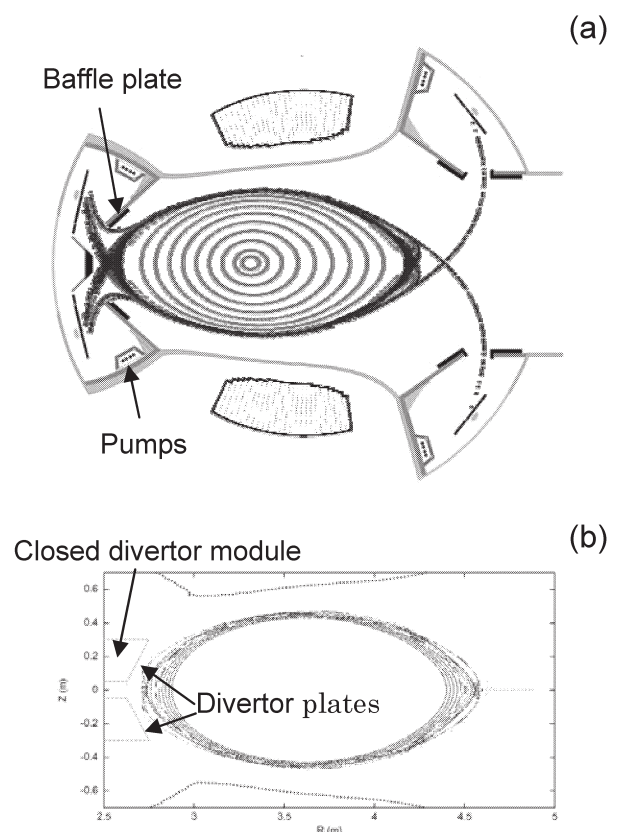 (a)
Baffle plate
Pumps
(b)
Closed divertor module
0.6
0.4
0.2
Z (m)
0
Divertor plates
-0.2
-0.4
-0.6
2.5 3 3.5 4 4.5 5
R (m)